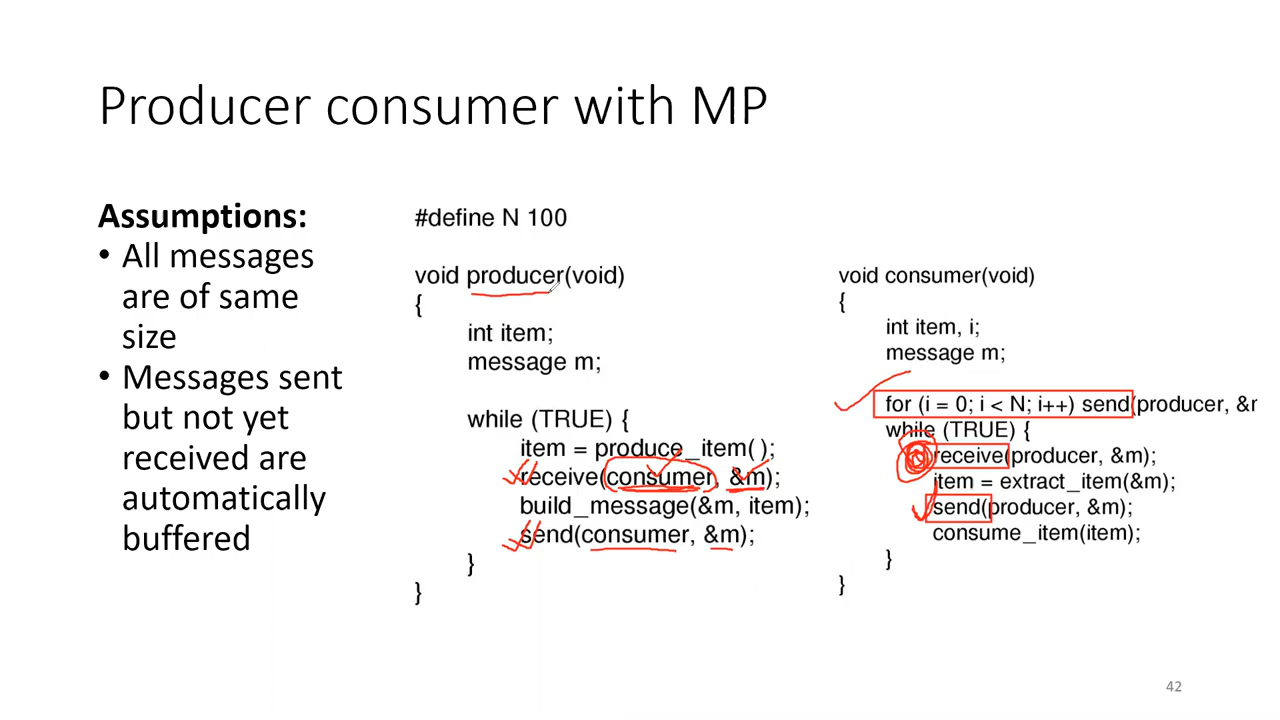 Producer consumer with MP
Assumptions:
• All messages
are of same
size
• Messages sent
but not yet
received are
automatically
buffered
#define N 100
void producer(void)
{
int item;
message m;
while (TRUE) {
item = produce_item( );
receive(consumer, &m);
build_message(&m, item);
send(consumer, &m);
}
}
void consumer(void)
{
int item, i;
message m;
for (i = 0; i < N; i++) send(producer, &m
while (TRUE) {
receive(producer, &m);
item = extract_item(&m);
send(producer, &m);
consume_item(item);
}
}
42